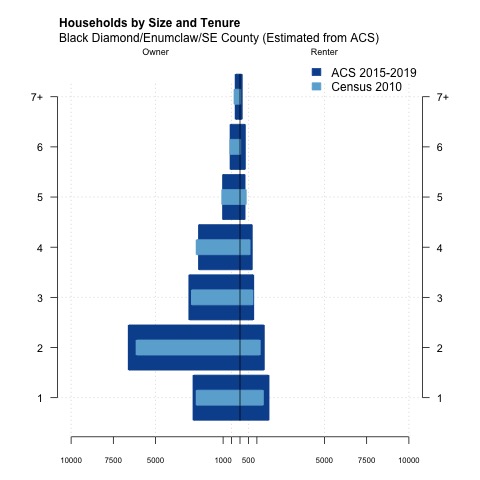 Households by Size and Tenure
Black Diamond/Enumclaw/SE County (Estimated from ACS)
Owner Renter
ACS 2015-2019
Census 2010
7+ 7+
6 6
5 5
4 4
3 3
2 2
1 1
10000 7500 5000 1000 500 5000 7500 10000